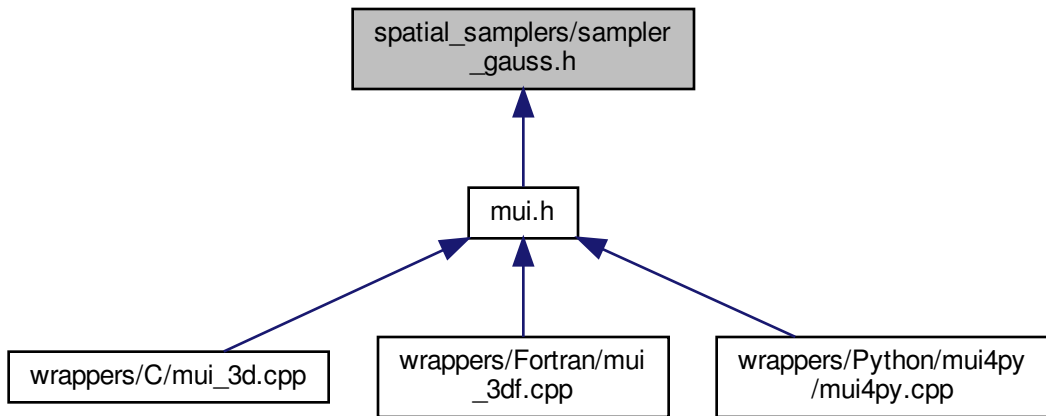 spatial_samplers/sampler
_gauss.h
mui.h
wrappers/C/mui_3d.cpp
wrappers/Fortran/mui
_3df.cpp
wrappers/Python/mui4py
/mui4py.cpp